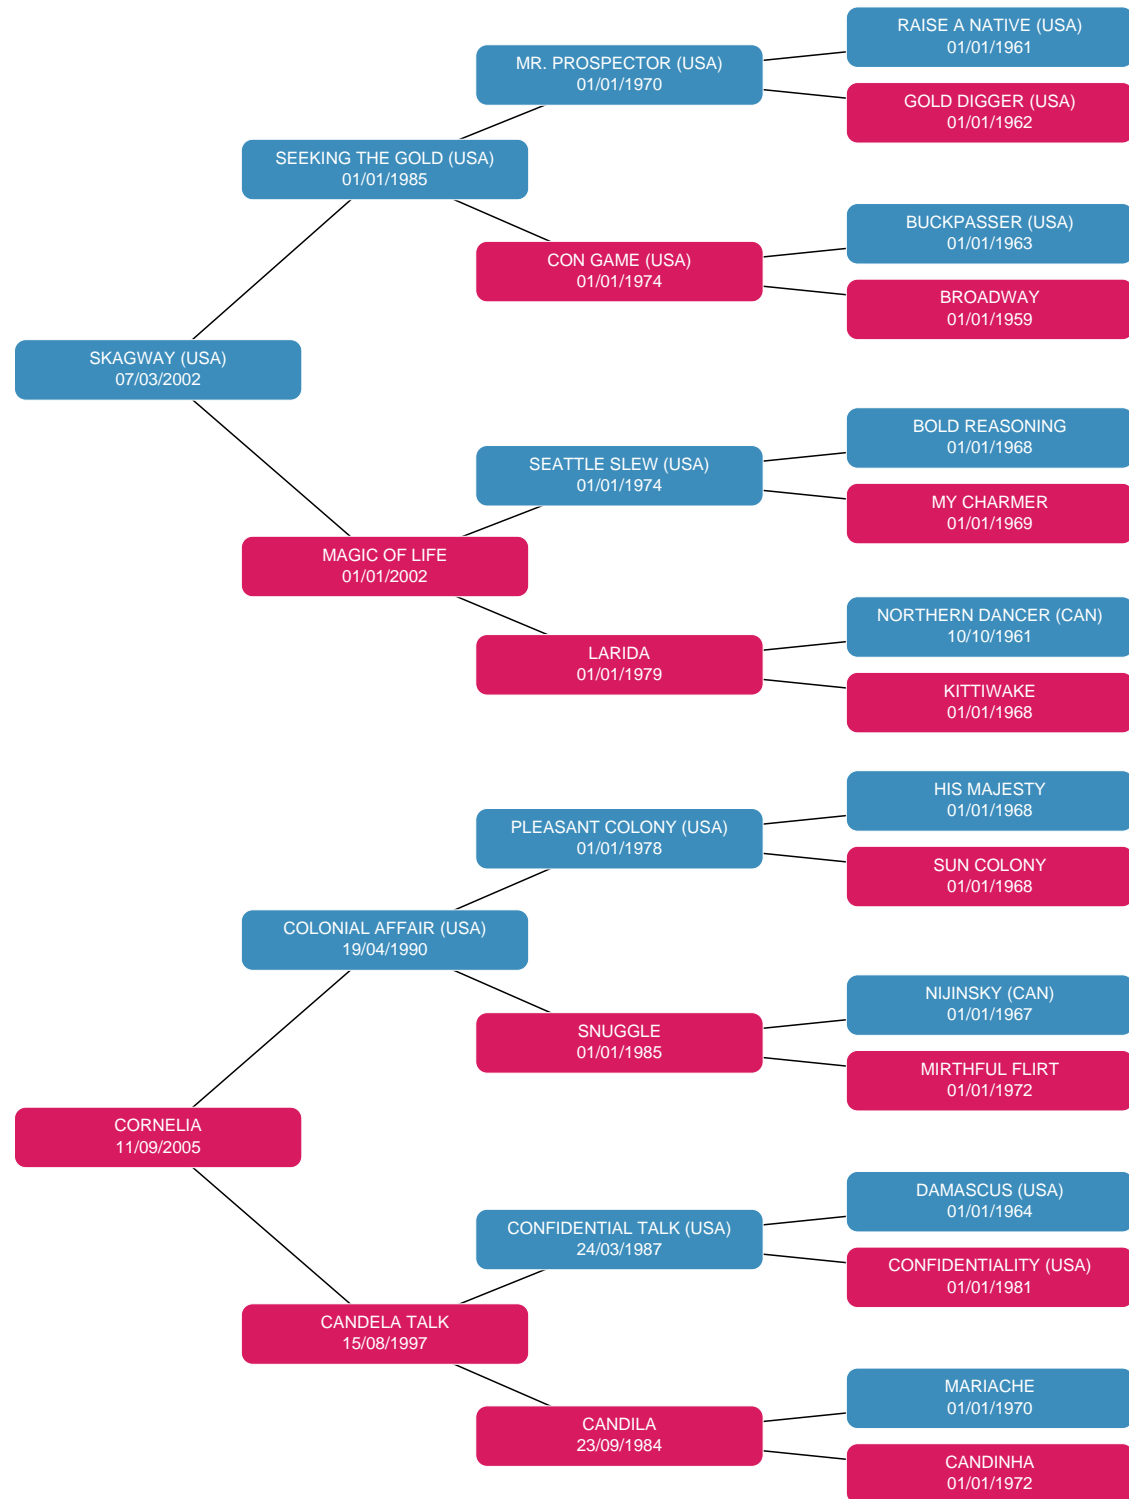 RAISE A NATIVE (USA)
01/01/1961
MR. PROSPECTOR (USA)
01/01/1970
GOLD DIGGER (USA)
01/01/1962
SEEKING THE GOLD (USA)
01/01/1985
BUCKPASSER (USA)
01/01/1963
CON GAME (USA)
01/01/1974
BROADWAY
01/01/1959
SKAGWAY (USA)
07/03/2002
BOLD REASONING
01/01/1968
SEATTLE SLEW (USA)
01/01/1974
MY CHARMER
01/01/1969
MAGIC OF LIFE
01/01/2002
NORTHERN DANCER (CAN)
10/10/1961
LARIDA
01/01/1979
KITTIWAKE
01/01/1968
HIS MAJESTY
01/01/1968
PLEASANT COLONY (USA)
01/01/1978
SUN COLONY
01/01/1968
COLONIAL AFFAIR (USA)
19/04/1990
NIJINSKY (CAN)
01/01/1967
SNUGGLE
01/01/1985
MIRTHFUL FLIRT
01/01/1972
CORNELIA
11/09/2005
DAMASCUS (USA)
01/01/1964
CONFIDENTIAL TALK (USA)
24/03/1987
CONFIDENTIALITY (USA)
01/01/1981
CANDELA TALK
15/08/1997
MARIACHE
01/01/1970
CANDILA
23/09/1984
CANDINHA
01/01/1972